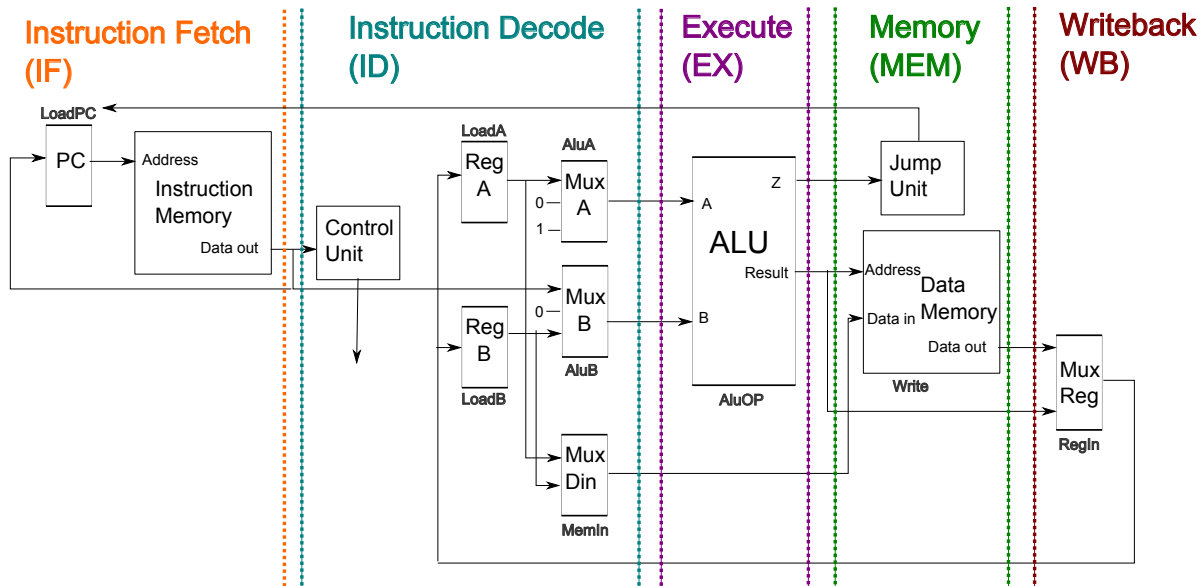 Instruction Fetch
(IF)
Instruction Decode
(ID)
Execute
(EX)
Memory
(MEM)
Writeback
(WB)
LoadPC
PC
Address
Instruction
Memory
Data out
Control
Unit
LoadA
Reg
A
AluA
Mux
A
0
1
Mux
B
0
AluB
Reg
B
LoadB
Mux
Din
MemIn
A
B
Z
ALU
Result
AluOP
Jump
Unit
Address
Data
Memory
Data in
Data out
Write
Mux
Reg
RegIn